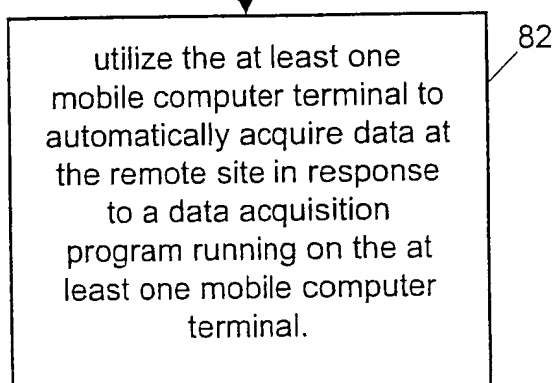 82
utilize the at least one
mobile computer terminal to
automatically acquire data at
the remote site in response
to a data acquisition
program running on the at
least one mobile computer
terminal.